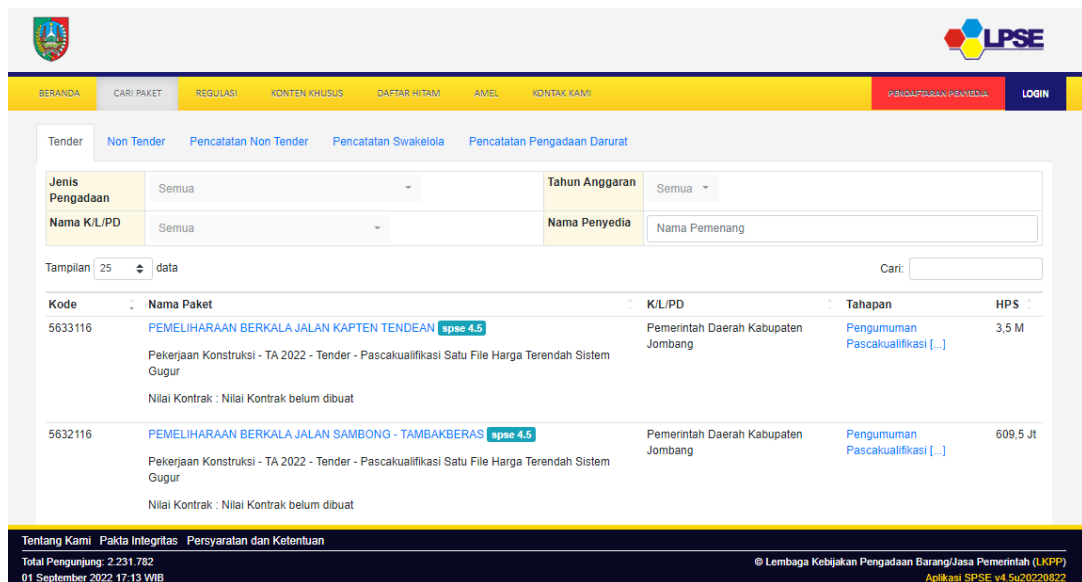 LPSE
BERANDA CARI PAKET REGULASI KONTEN KHUSUS DAFTAR HITAM AMEL KONTAK KAMI PENDAFTARAN PENYEDIA LOGIN
Tender Non Tender Pencatatan Non Tender Pencatatan Swakelola Pencatatan Pengadaan Darurat
Jenis Pengadaan Semua Tahun Anggaran Semua
Nama K/L/PD Semua Nama Penyedia Nama Pemenang
Tampilan 25 data Cari:
Kode Nama Paket K/L/PD Tahapan HPS
5633116 PEMELIHARAAN BERKALA JALAN KAPTEN TENDEAN spse 4.5 Pemerintah Daerah Kabupaten Jombang Pengumuman Pascakualifikasi [...] 3,5 M
Pekerjaan Konstruksi - TA 2022 - Tender - Pascakualifikasi Satu File Harga Terendah Sistem
Gugur
Nilai Kontrak : Nilai Kontrak belum dibuat
5632116 PEMELIHARAAN BERKALA JALAN SAMBONG - TAMBAKBERAS spse 4.5 Pemerintah Daerah Kabupaten Jombang Pengumuman Pascakualifikasi [...] 609,5 Jt
Pekerjaan Konstruksi - TA 2022 - Tender - Pascakualifikasi Satu File Harga Terendah Sistem
Gugur
Nilai Kontrak : Nilai Kontrak belum dibuat
Tentang Kami Pakta Integritas Persyaratan dan Ketentuan
Total Pengunjung: 2.231.782 © Lembaga Kebijakan Pengadaan Barang/Jasa Pemerintah (LKPP)
01 September 2022 17:13 WIB Aplikasi SPSE v4.5u20220822